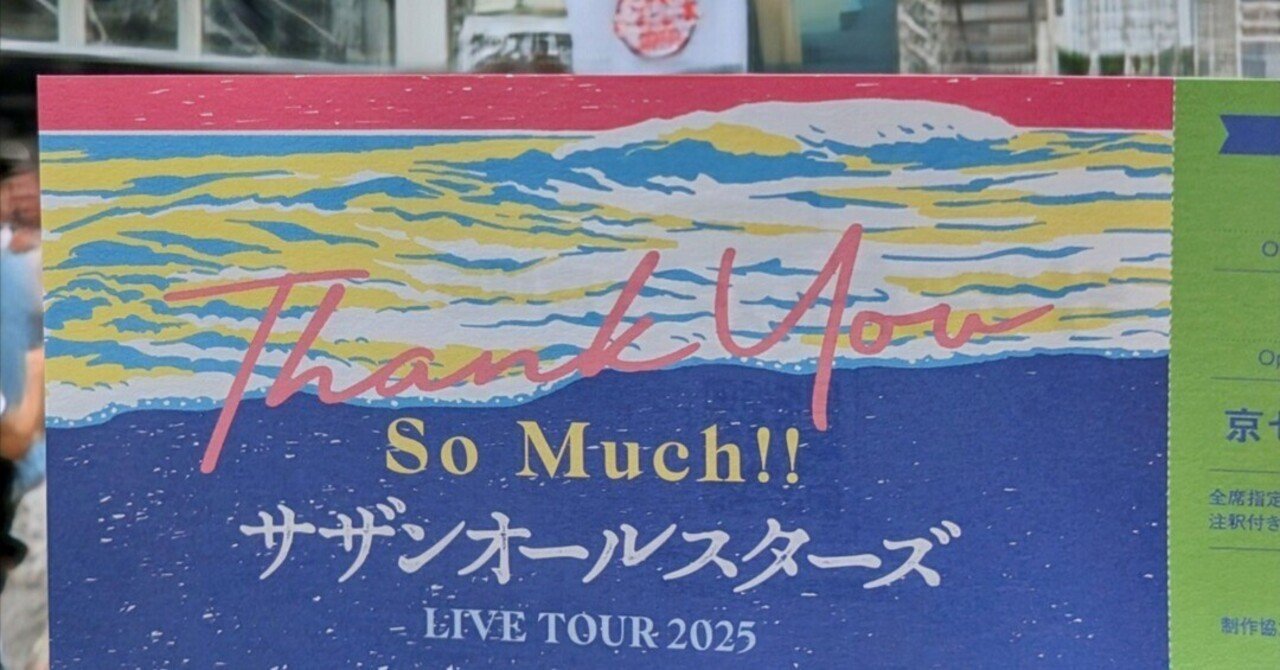 Thank You
So Much!!
サザンオールスターズ
LIVE TOUR 2025
O
O
京セ
全席指定
注釈付き
制作協